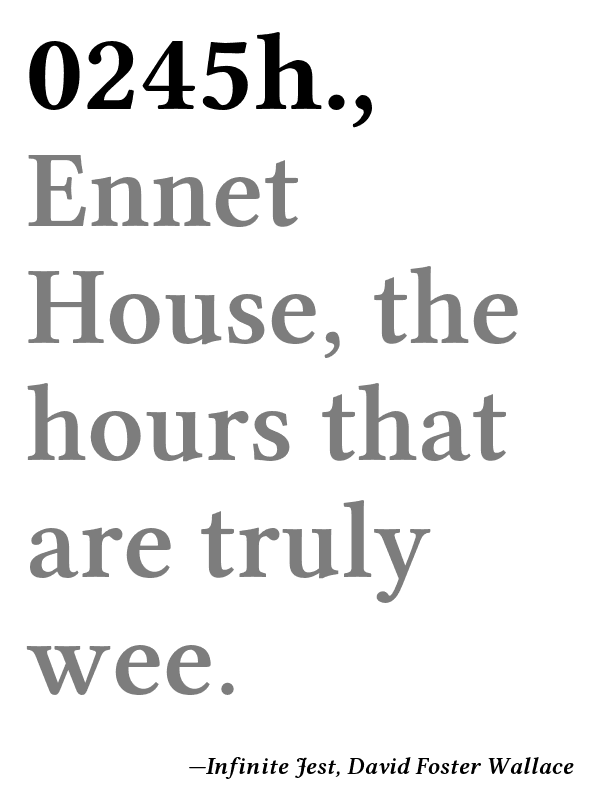 0245h.,
Ennet
House, the
hours that
are truly
wee.
—Infinite Jest, David Foster Wallace